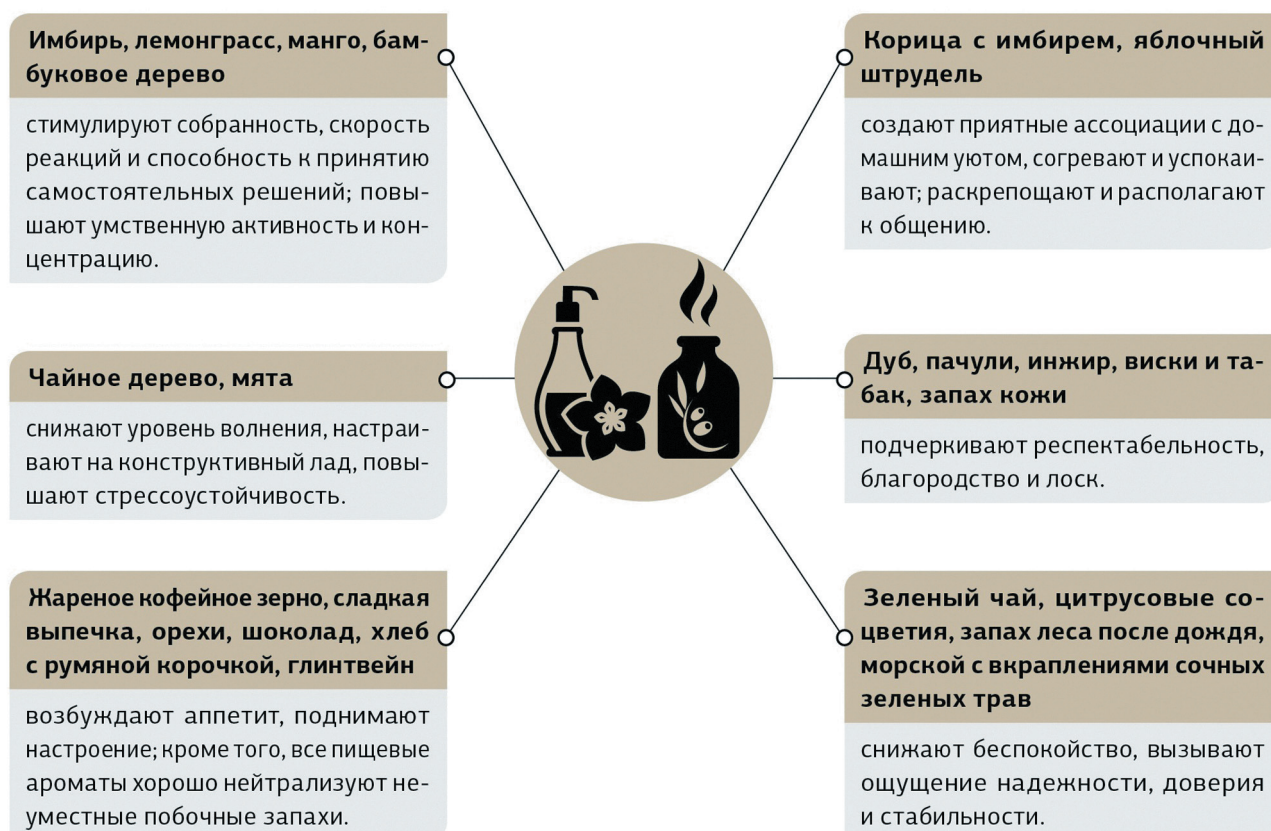 Имбирь, лемонграсс, манго, бам-
буковое дерево
стимулируют собранность, скорость
реакций и способность к принятию
самостоятельных решений; повы-
шают умственную активность и кон-
центрацию.
Чайное дерево, мята
снижают уровень волнения, настраи-
вают на конструктивный лад, повы-
шают стрессоустойчивость.
Жареное кофейное зерно, сладкая
выпечка, орехи, шоколад, хлеб
с румяной корочкой, глинтвейн
возбуждают аппетит, поднимают
настроение; кроме того, все пищевые
ароматы хорошо нейтрализуют не-
уместные побочные запахи.
Корица с имбирем, яблочный
штрудель
создают приятные ассоциации с до-
машним уютом, согревают и успокаи-
вают; раскрепощают и располагают
к общению.
Дуб, пачули, инжир, виски и та-
бак, запах кожи
подчеркивают респектабельность,
благородство и лоск.
Зеленый чай, цитрусовые со-
цветия, запах леса после дождя,
морской с вкраплениями сочных
зеленых трав
снижают беспокойство, вызывают
ощущение надежности, доверия
и стабильности.